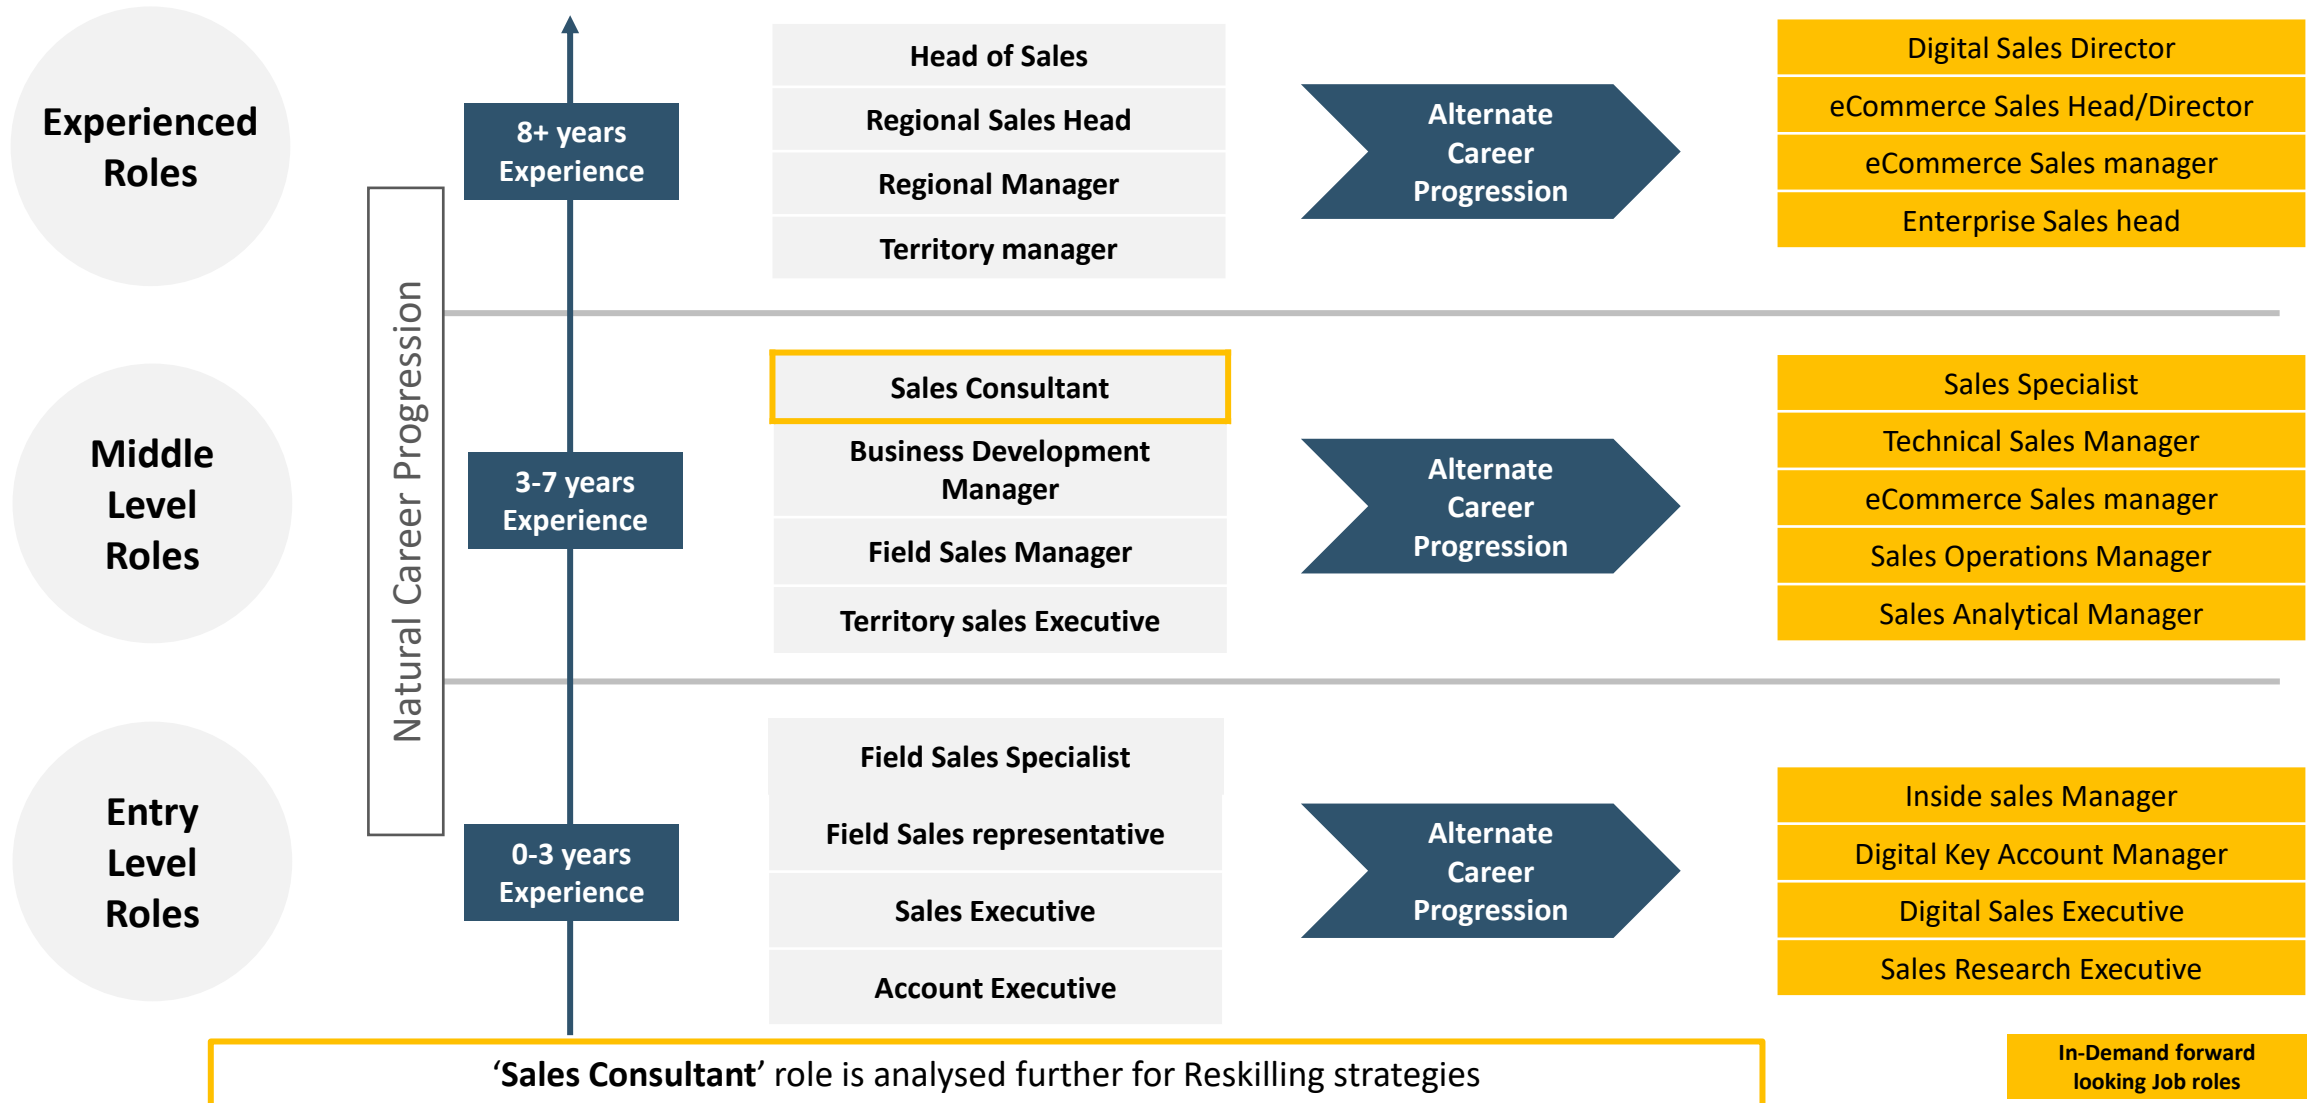 Experienced
Roles
8+ years
Experience
Head of Sales
Regional Sales Head
Regional Manager
Territory manager
Alternate
Career
Progression
Digital Sales Director
eCommerce Sales Head/Director
eCommerce Sales manager
Enterprise Sales head
Natural Career Progression
Middle
Level
Roles
3-7 years
Experience
Sales Consultant
Business Development
Manager
Field Sales Manager
Territory sales Executive
Alternate
Career
Progression
Sales Specialist
Technical Sales Manager
eCommerce Sales manager
Sales Operations Manager
Sales Analytical Manager
Entry
Level
Roles
0-3 years
Experience
Field Sales Specialist
Field Sales representative
Sales Executive
Account Executive
Alternate
Career
Progression
Inside sales Manager
Digital Key Account Manager
Digital Sales Executive
Sales Research Executive
‘Sales Consultant’ role is analysed further for Reskilling strategies
In-Demand forward
looking Job roles